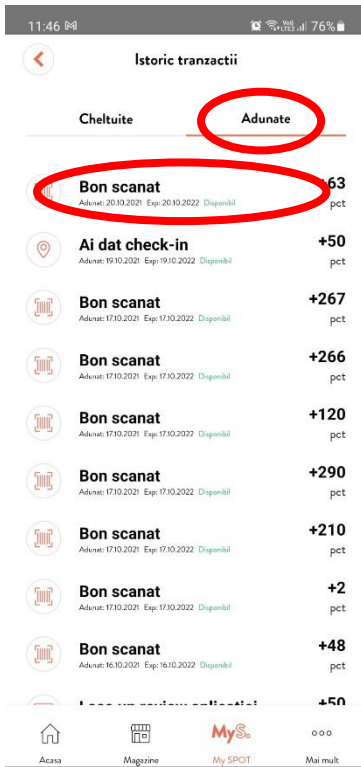 11:46
76%
Istoric tranzactii
Cheltuite
Adunate
Bon scanat
63
Adunat: 20.10.2021 Exp: 20.10.2022 Disponibil
pct
Ai dat check-in
+50
Adunat: 19.10.2021 Exp: 19.10.2022 Disponibil
pct
Bon scanat
+267
Adunat: 17.10.2021 Exp: 17.10.2022 Disponibil
pct
Bon scanat
+266
Adunat: 17.10.2021 Exp: 17.10.2022 Disponibil
pct
Bon scanat
+120
Adunat: 17.10.2021 Exp: 17.10.2022 Disponibil
pct
Bon scanat
+290
Adunat: 17.10.2021 Exp: 17.10.2022 Disponibil
pct
Bon scanat
+210
Adunat: 17.10.2021 Exp: 17.10.2022 Disponibil
pct
Bon scanat
+2
Adunat: 17.10.2021 Exp: 17.10.2022 Disponibil
pct
Bon scanat
+48
Adunat: 16.10.2021 Exp: 16.10.2022 Disponibil
pct
+50
MyS.
Acasa
Magazine
My SPOT
Mai mult